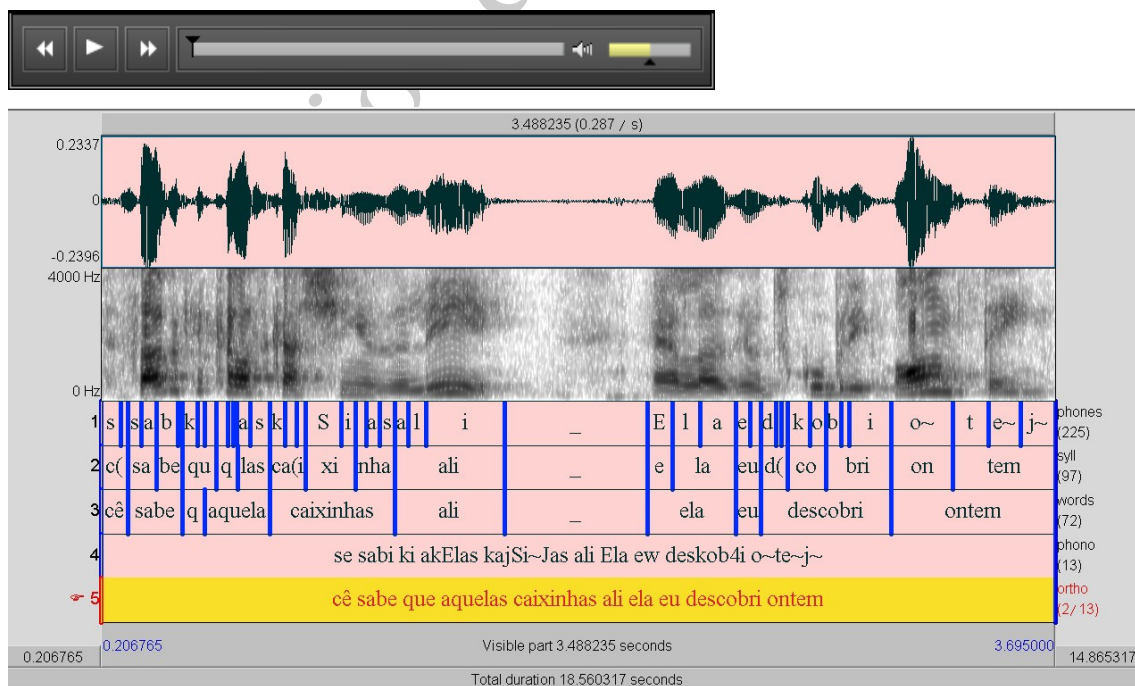 3.488235 (0.287 / s)
0.2337
0
-0.2396
4000 Hz
0 Hz
1 s s a b k a s k S i a s a l i _ E l a e d k o b i o~ t e~ j~ phones (225)
2 c( sa be qu q las ca(i xi nha ali _ e la eu d( co bri on tem syll (97)
3 cê sabe q aquela caixinhas ali _ ela eu descobri ontem words (72)
4 se sabi ki akElas kajSi~Jas ali Ela ew deskob4i o~te~j~ phono (13)
5 cê sabe que aquelas caixinhas ali ela eu descobri ontem ortho (2/13)
0.206765 0.206765 Visible part 3.488235 seconds 3.695000 14.865317
Total duration 18.560317 seconds